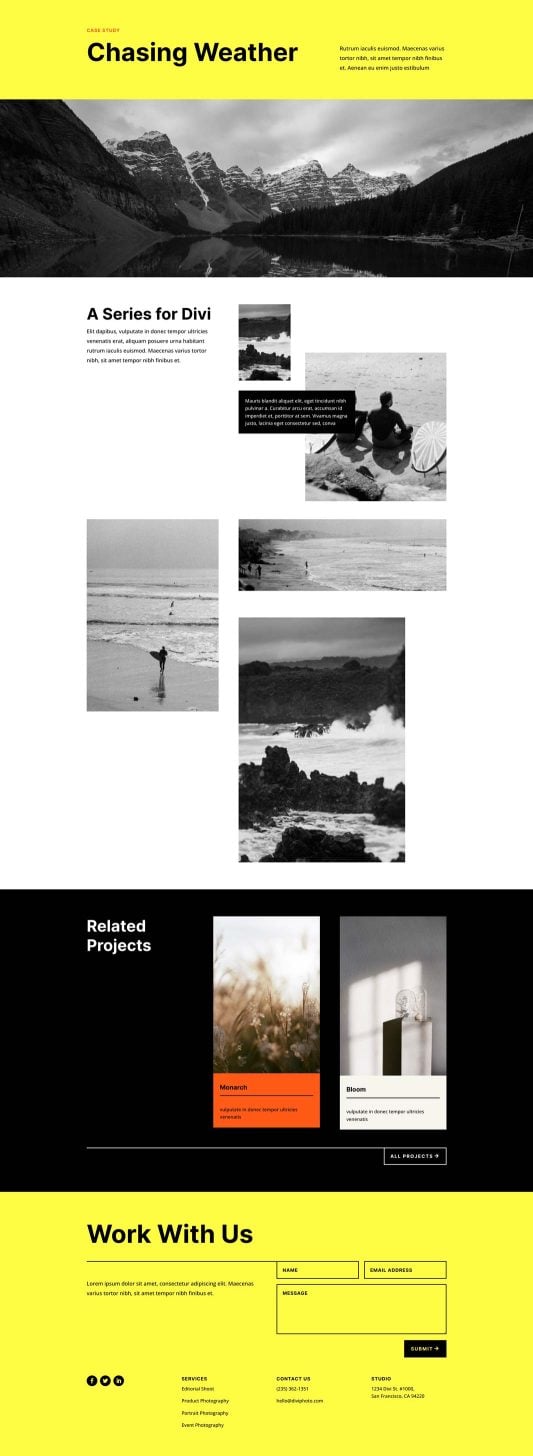 CASE STUDY
Chasing Weather
Rutrum iaculis euismod. Maecenas varius
tortor nibh, sit amet tempor nibh finibus
et. Aenean eu enim justo estibulum
A Series for Divi
Elit dapibus, vulputate in donec tempor ultricies
venenatis erat, aliquam posuere urna habitant
rutrum iaculis euismod. Maecenas varius tortor
nibh, sit amet tempor nibh finibus et.
Mauris blandit aliquet elit, eget tincidunt nibh
pulvinar a. Curabitur arcu erat, accumsan id
imperdiet et, porttitor at sem. Vivamus magna
justo, lacinia eget consectetur sed, conva
Related
Projects
Monarch
vulputate in donec tempor ultricies
venenatis
Bloom
vulputate in donec tempor ultricies
venenatis
ALL PROJECTS →
Work With Us
Lorem ipsum dolor sit amet, consectetur adipiscing elit. Maecenas
varius tortor nibh, sit amet tempor nibh finibus et.
NAME
EMAIL ADDRESS
MESSAGE
SUBMIT →
SERVICES
Editorial Shoot
Product Photography
Portrait Photography
Event Photography
CONTACT US
(235) 362-1351
hello@diviphoto.com
STUDIO
1234 Divi St. #1000,
San Francisco, CA 94220